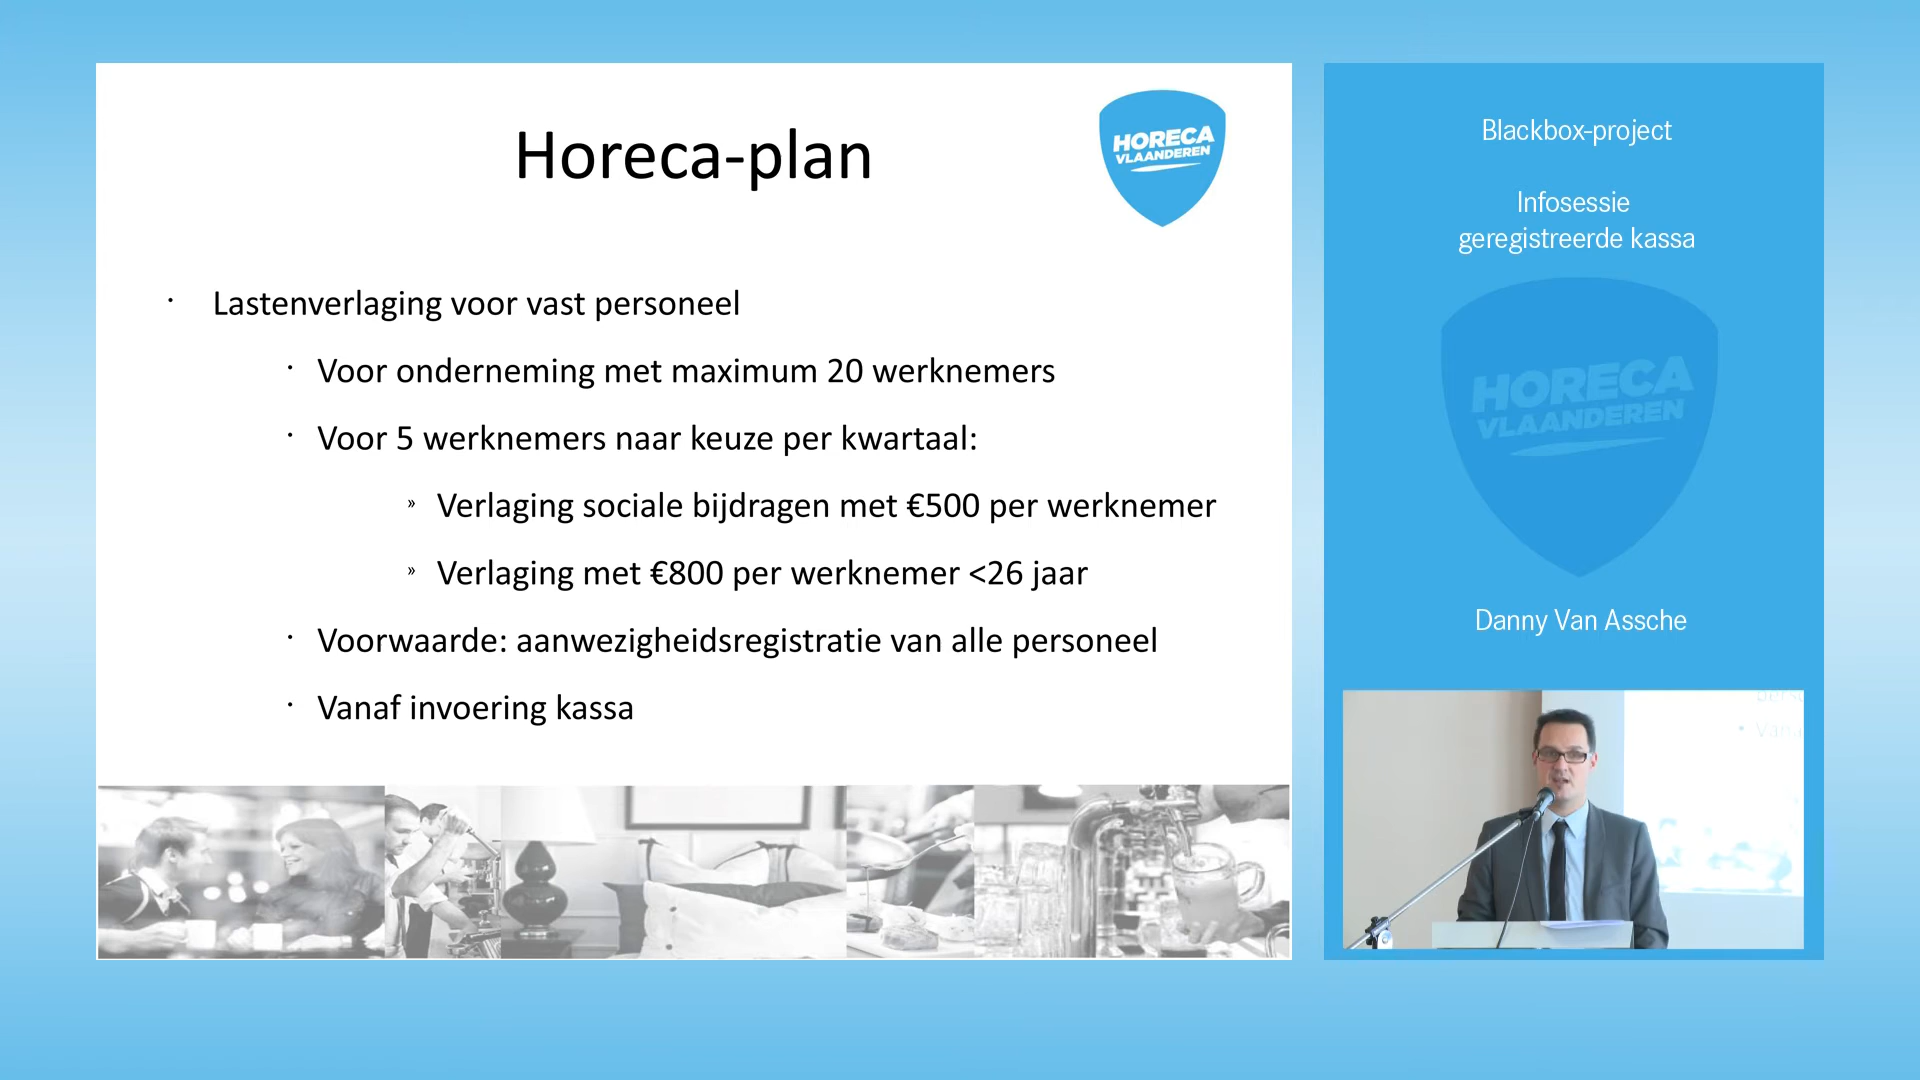 Horeca-plan
HORECA
VLAANDEREN
· Lastenverlaging voor vast personeel
· Voor onderneming met maximum 20 werknemers
· Voor 5 werknemers naar keuze per kwartaal:
» Verlaging sociale bijdragen met €500 per werknemer
» Verlaging met €800 per werknemer <26 jaar
· Voorwaarde: aanwezigheidsregistratie van alle personeel
· Vanaf invoering kassa
Blackbox-project
Infosessie
geregistreerde kassa
HORECA
VLAANDEREN
Danny Van Assche